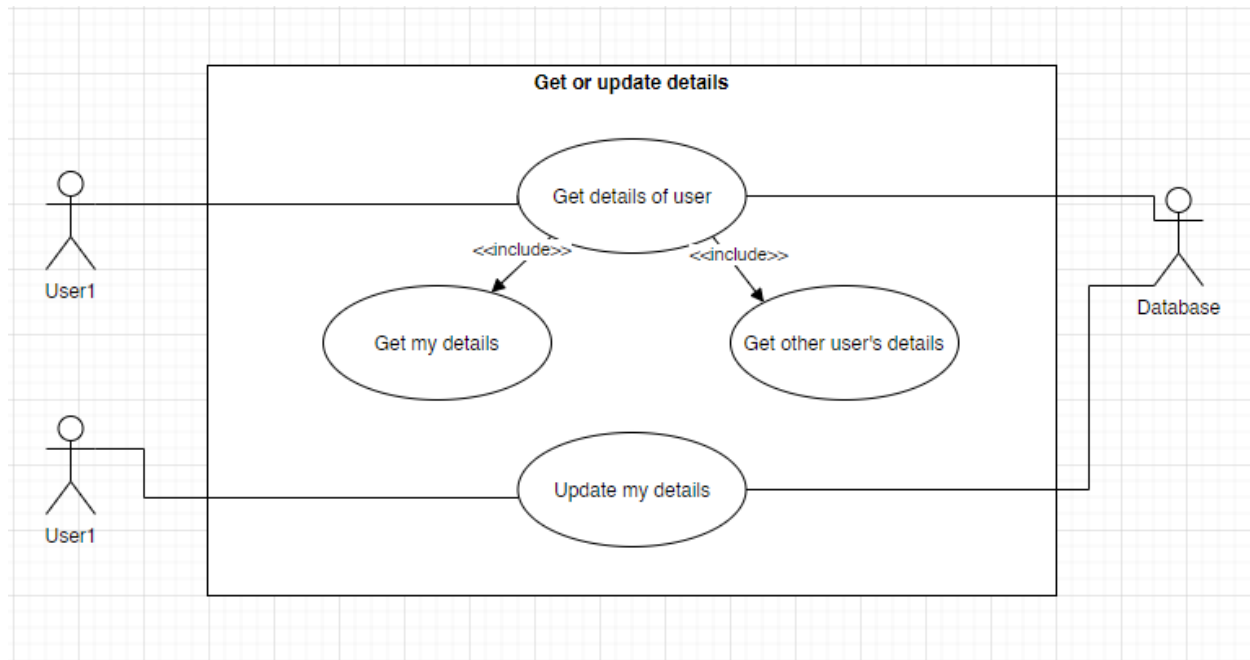 Get or update details
Get details of user
<<include>>
<<include>>
User1
Database
Get my details
Get other user's details
Update my details
User1